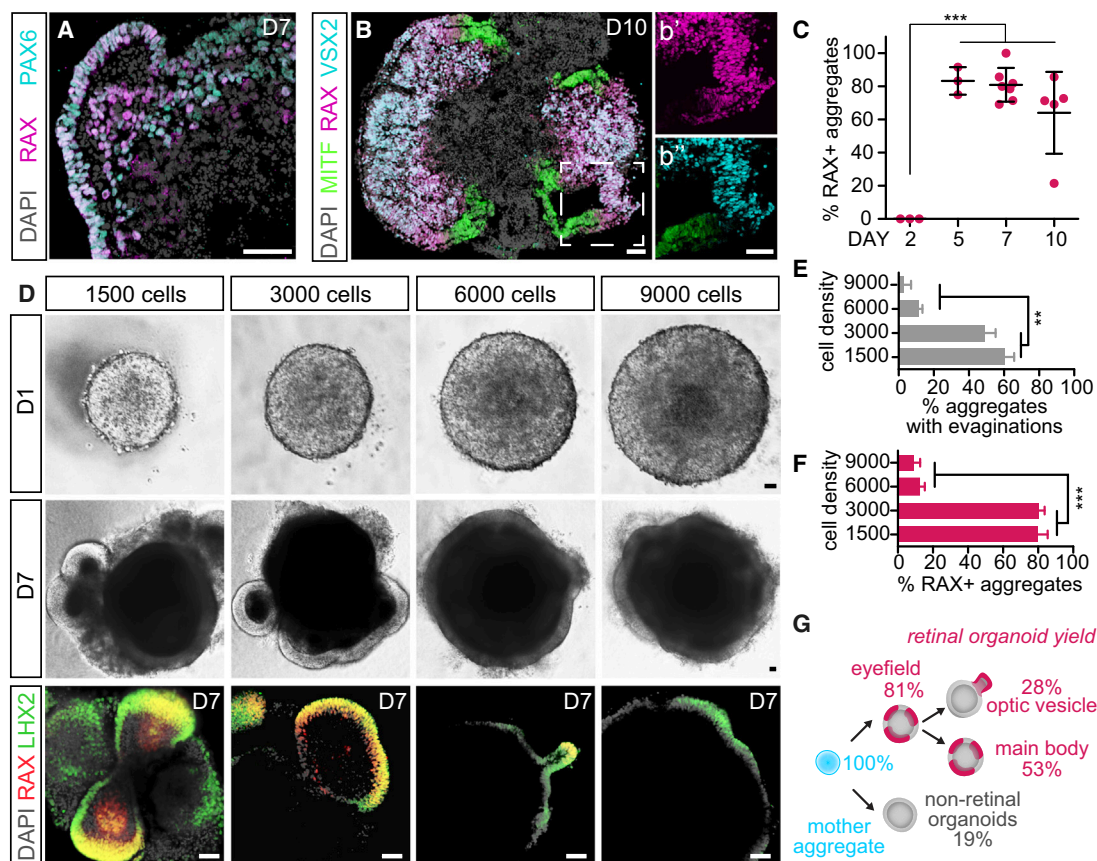 A
D7
DAPI RAX PAX6
B
D10
DAPI MITF RAX VSX2
b'
b''
C
***
% RAX+ aggregates
100
80
60
40
20
0
DAY 2 5 7 10
D
1500 cells
3000 cells
6000 cells
9000 cells
D1
D7
DAPI RAX LHX2
D7
D7
D7
D7
E
cell density
9000
6000
3000
1500
**
0 20 40 60 80 100
% aggregates
with evaginations
F
cell density
9000
6000
3000
1500
***
0 20 40 60 80 100
% RAX+ aggregates
G
retinal organoid yield
eyefield
81%
28%
optic vesicle
100%
main body
53%
mother
aggregate
non-retinal
organoids
19%